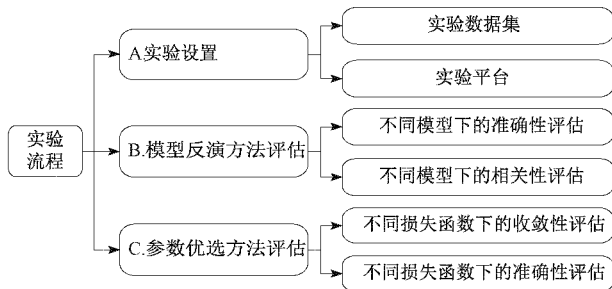 实验数据集
A实验设置
实验平台
实验
流程
不同模型下的准确性评估
B.模型反演方法评估
不同模型下的相关性评估
不同损失函数下的收敛性评估
C.参数优选方法评估
不同损失函数下的准确性评估